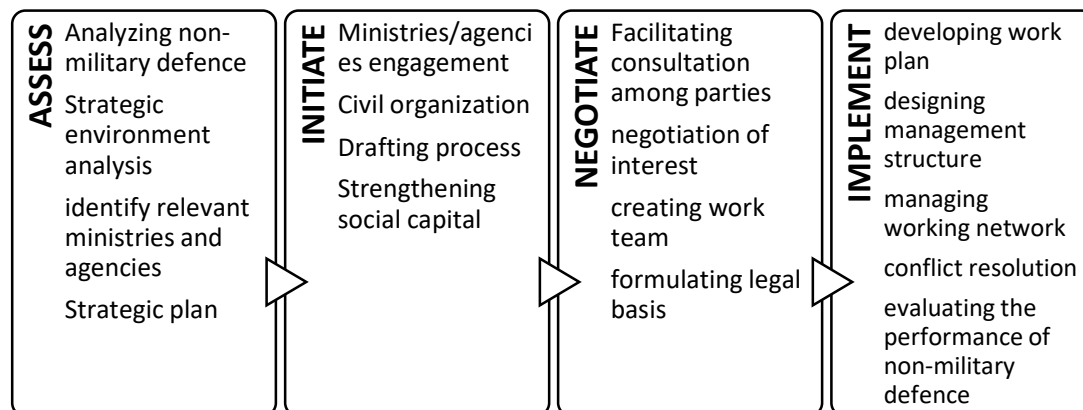 ASSESS
Analyzing non-
military defence
Strategic
environment
analysis
identify relevant
ministries and
agencies
Strategic plan
INITIATE
Ministries/agenci
es engagement
Civil organization
Drafting process
Strengthening
social capital
NEGOTIATE
Facilitating
consultation
among parties
negotiation of
interest
creating work
team
formulating legal
basis
IMPLEMENT
developing work
plan
designing
management
structure
managing
working network
conflict resolution
evaluating the
performance of
non-military
defence